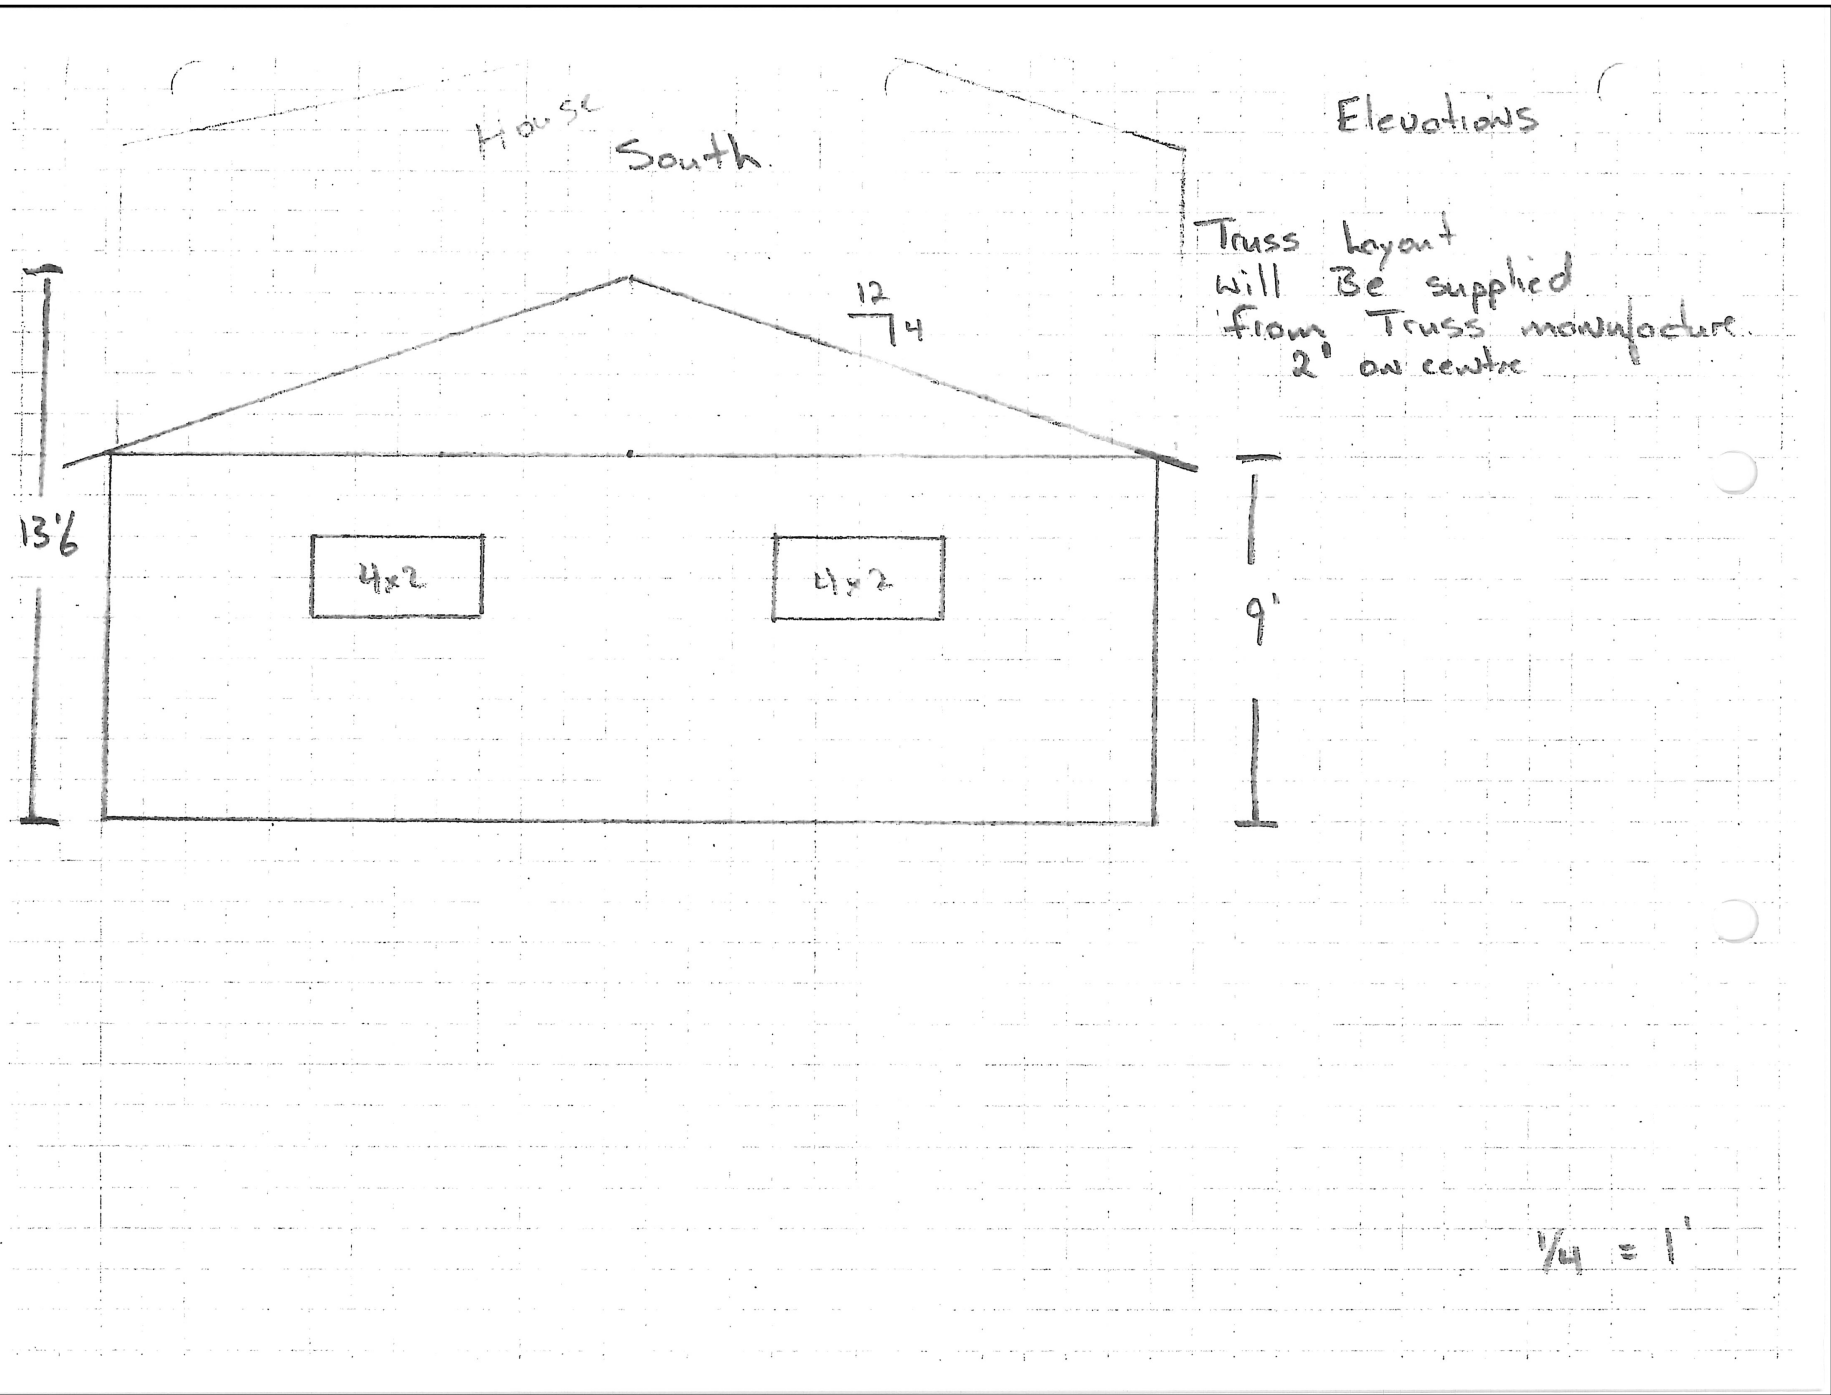 Elevations
House
South
Truss Layout
will Be supplied
from Truss manufacture.
2' on centre
12
4
13'6
4x2
4x2
9'
1/4 = 1'